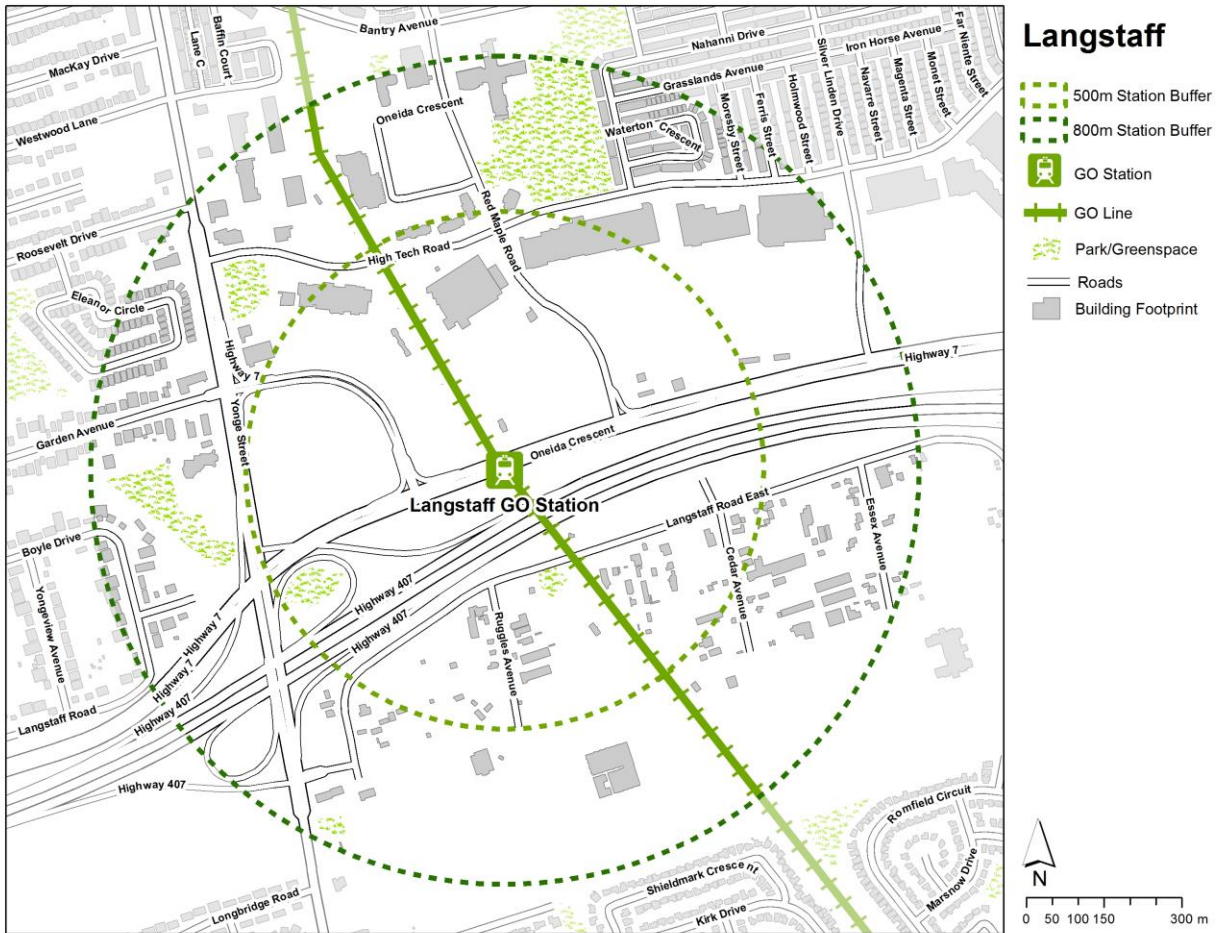 Langstaff
500m Station Buffer
800m Station Buffer
GO Station
GO Line
Park/Greenspace
Roads
Building Footprint
N
0 50 100 150 300 m
Bantry Avenue
Baffin Court
Lane C
MacKay Drive
Westwood Lane
Oneida Crescent
Nahanni Drive
Iron Horse Avenue
Far Niente Street
Grasslands Avenue
Silver Linden Drive
Monet Street
Magenta Street
Navarre Street
Holmwood Street
Ferris Street
Moresby Street
Waterton Crescent
Red Maple Road
High Tech Road
Roosevelt Drive
Eleanor Circle
Highway 7
Highway 7
Yonge Street
Garden Avenue
Highway 7
Oneida Crescent
Langstaff GO Station
Langstaff Road East
Essex Avenue
Cedar Avenue
Boyle Drive
Yongeview Avenue
Highway 407
Highway 407
Ruggles Avenue
Highway 7
Highway 7
Highway 407
Langstaff Road
Highway 407
Romfield Circuit
Marsnow Drive
Shieldmark Crescent
Kirk Drive
Longbridge Road